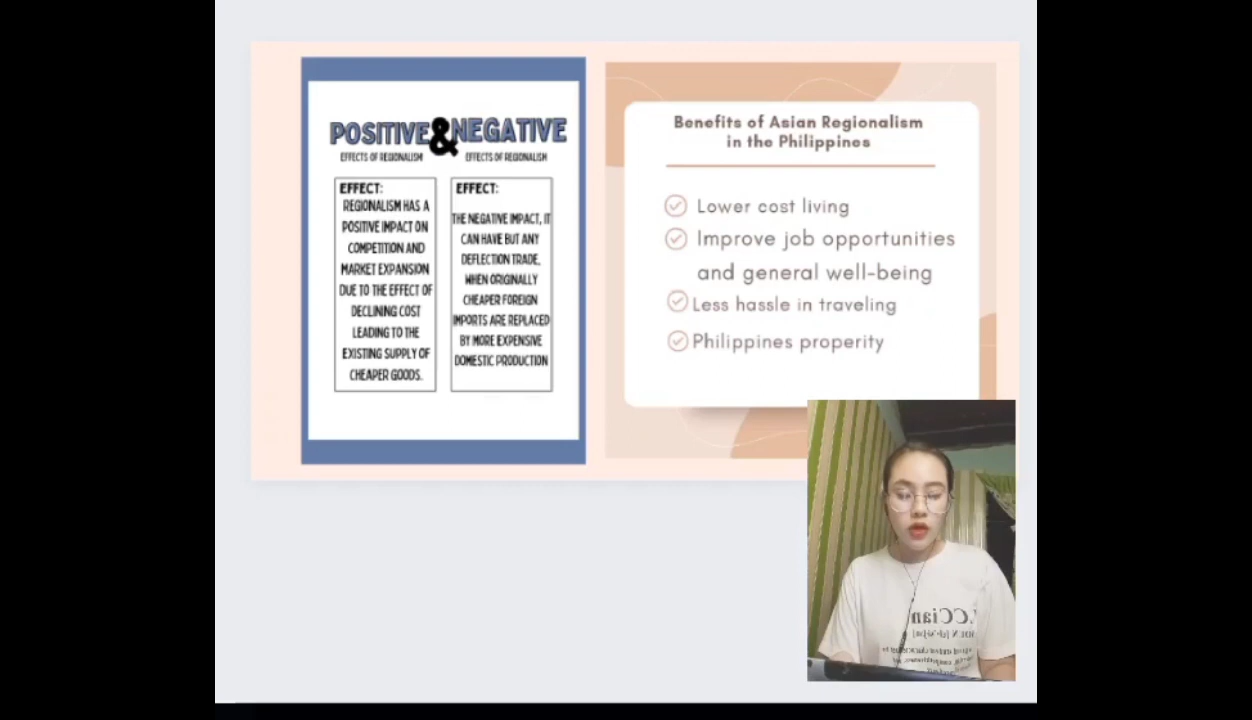 POSITIVE & NEGATIVE
EFFECTS OF REGIONALISM
EFFECTS OF REGIONALISM
EFFECT:
REGIONALISM HAS A
POSITIVE IMPACT ON
COMPETITION AND
MARKET EXPANSION
DUE TO THE EFFECT OF
DECLINING COST
LEADING TO THE
EXISTING SUPPLY OF
CHEAPER GOODS.
EFFECT:
THE NEGATIVE IMPACT, IT
CAN HAVE BUT ANY
DEFLECTION TRADE,
WHEN ORIGINALLY
CHEAPER FOREIGN
IMPORTS ARE REPLACED
BY MORE EXPENSIVE
DOMESTIC PRODUCTION
Benefits of Asian Regionalism
in the Philippines
Lower cost living
Improve job opportunities
and general well-being
Less hassle in traveling
Philippines properity